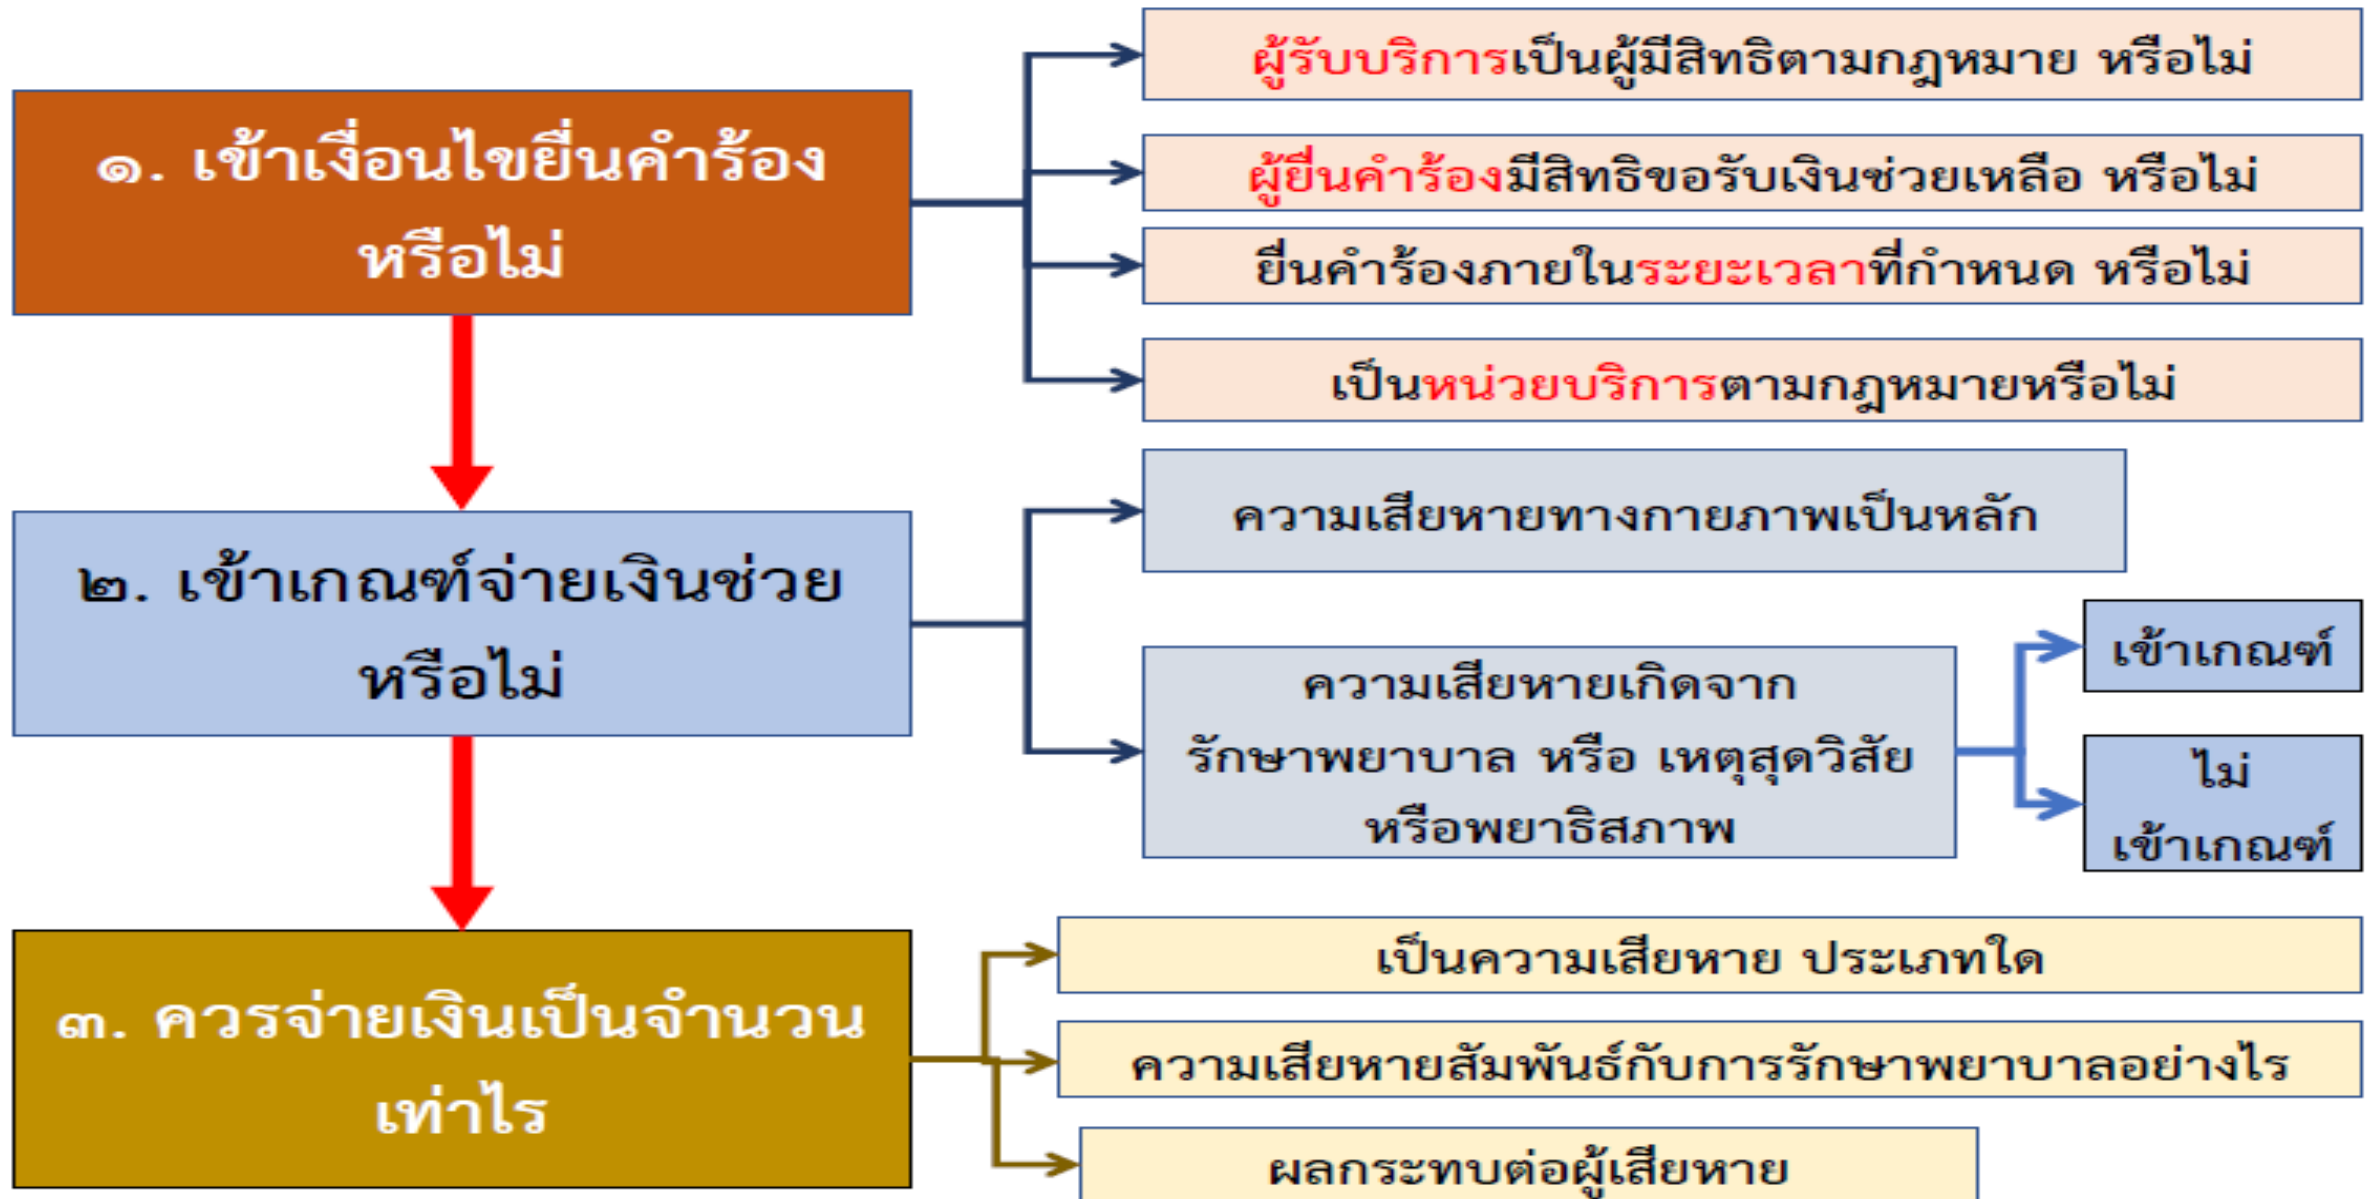 ๑. เข้าเงื่อนไขยื่นคำร้อง
หรือไม่
ผู้รับบริการเป็นผู้มีสิทธิตามกฎหมาย หรือไม่
ผู้ยื่นคำร้องมีสิทธิขอรับเงินช่วยเหลือ หรือไม่
ยื่นคำร้องภายในระยะเวลาที่กำหนด หรือไม่
เป็นหน่วยบริการตามกฎหมายหรือไม่
๒. เข้าเกณฑ์จ่ายเงินช่วย
หรือไม่
ความเสียหายทางกายภาพเป็นหลัก
ความเสียหายเกิดจาก
รักษาพยาบาล หรือ เหตุสุดวิสัย
หรือพยาธิสภาพ
เข้าเกณฑ์
ไม่
เข้าเกณฑ์
๓. ควรจ่ายเงินเป็นจำนวน
เท่าไร
เป็นความเสียหาย ประเภทใด
ความเสียหายสัมพันธ์กับการรักษาพยาบาลอย่างไร
ผลกระทบต่อผู้เสียหาย